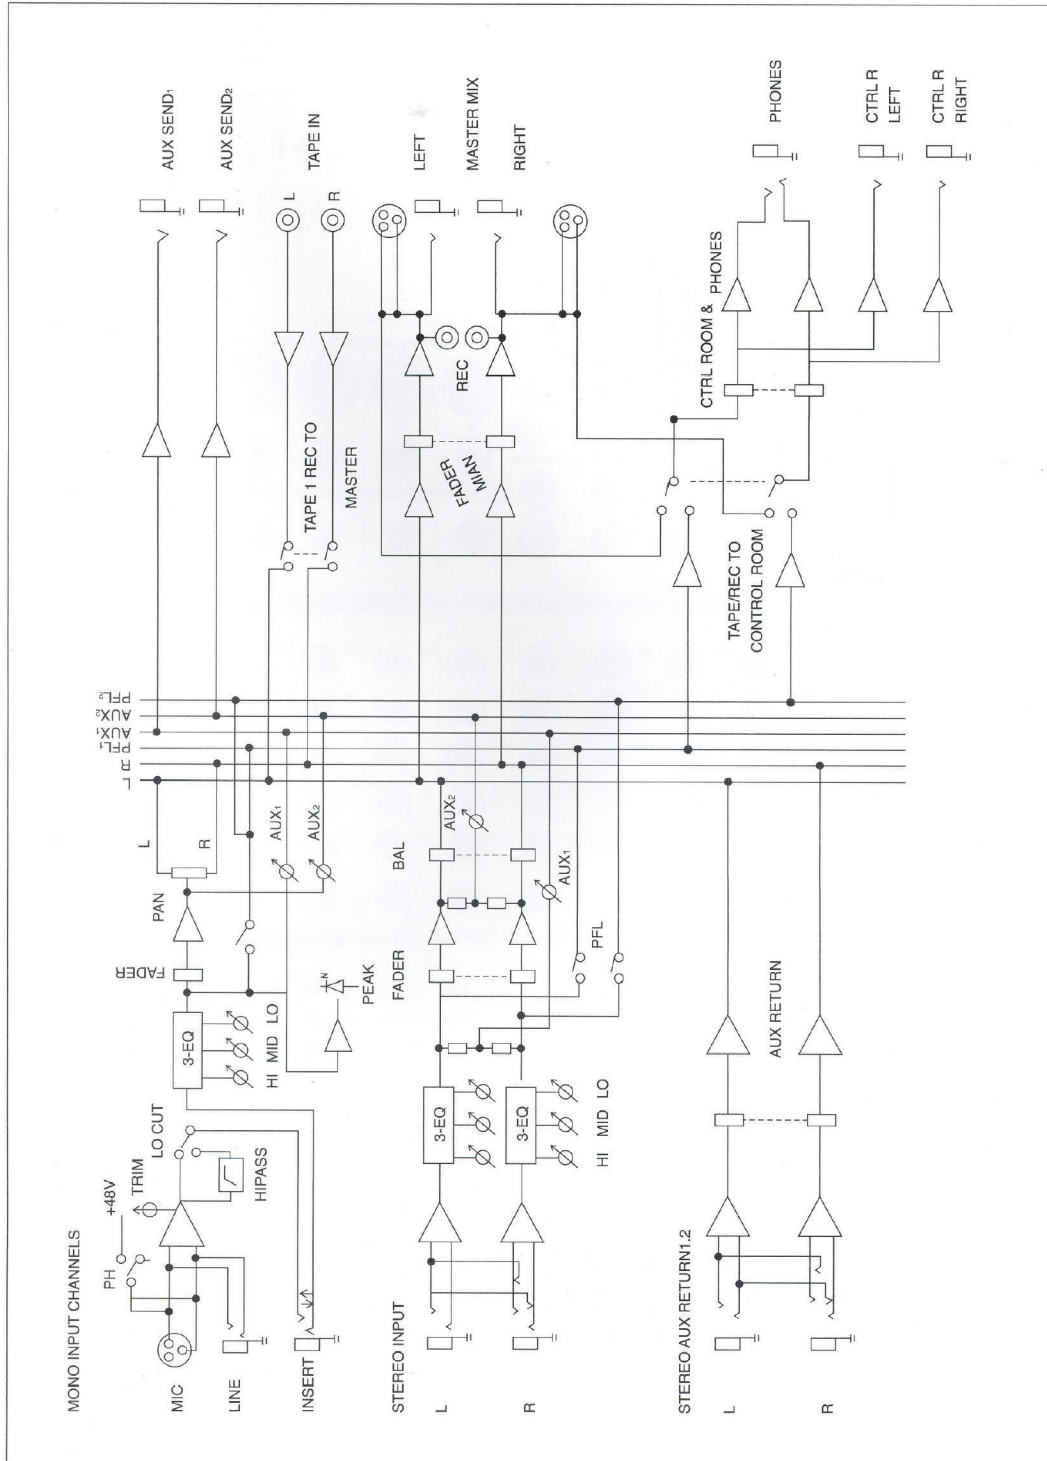 MONO INPUT CHANNELS
MIC
LINE
INSERT
PH
+48V
TRIM
LO CUT
HIPASS
3-EQ
HI MID LO
FADER
PAN
L
R
PEAK
AUX1
AUX2
L
R
PFL1
AUX1
AUX2
PFL2
AUX SEND1
AUX SEND2
TAPE IN
L
R
TAPE 1 REC TO
MASTER
STEREO INPUT
L
R
3-EQ
3-EQ
HI MID LO
FADER
BAL
AUX2
AUX1
PFL
FADER
MIAN
REC
LEFT
MASTER MIX
RIGHT
STEREO AUX RETURN1.2
L
R
AUX RETURN
TAPE/REC TO
CONTROL ROOM
CTRL ROOM & PHONES
PHONES
CTRL R
LEFT
CTRL R
RIGHT
N